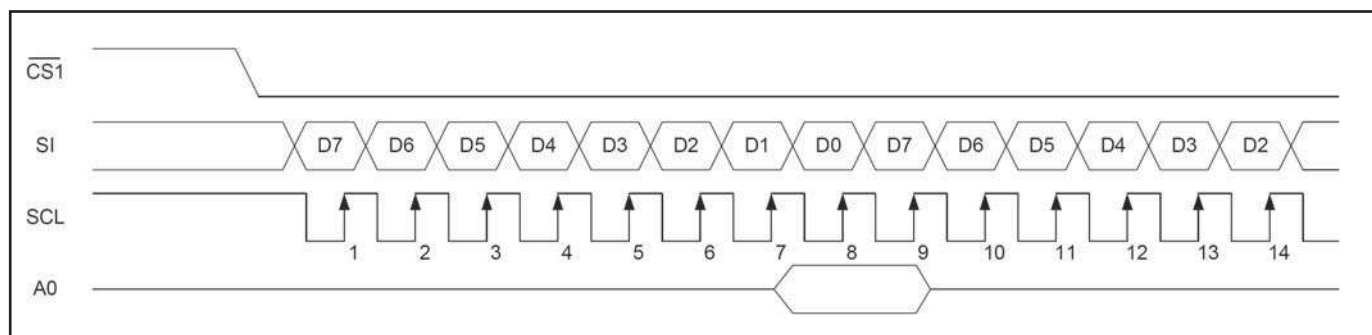 C̅S̅1̅
SI D7 D6 D5 D4 D3 D2 D1 D0 D7 D6 D5 D4 D3 D2
SCL
1 2 3 4 5 6 7 8 9 10 11 12 13 14
A0